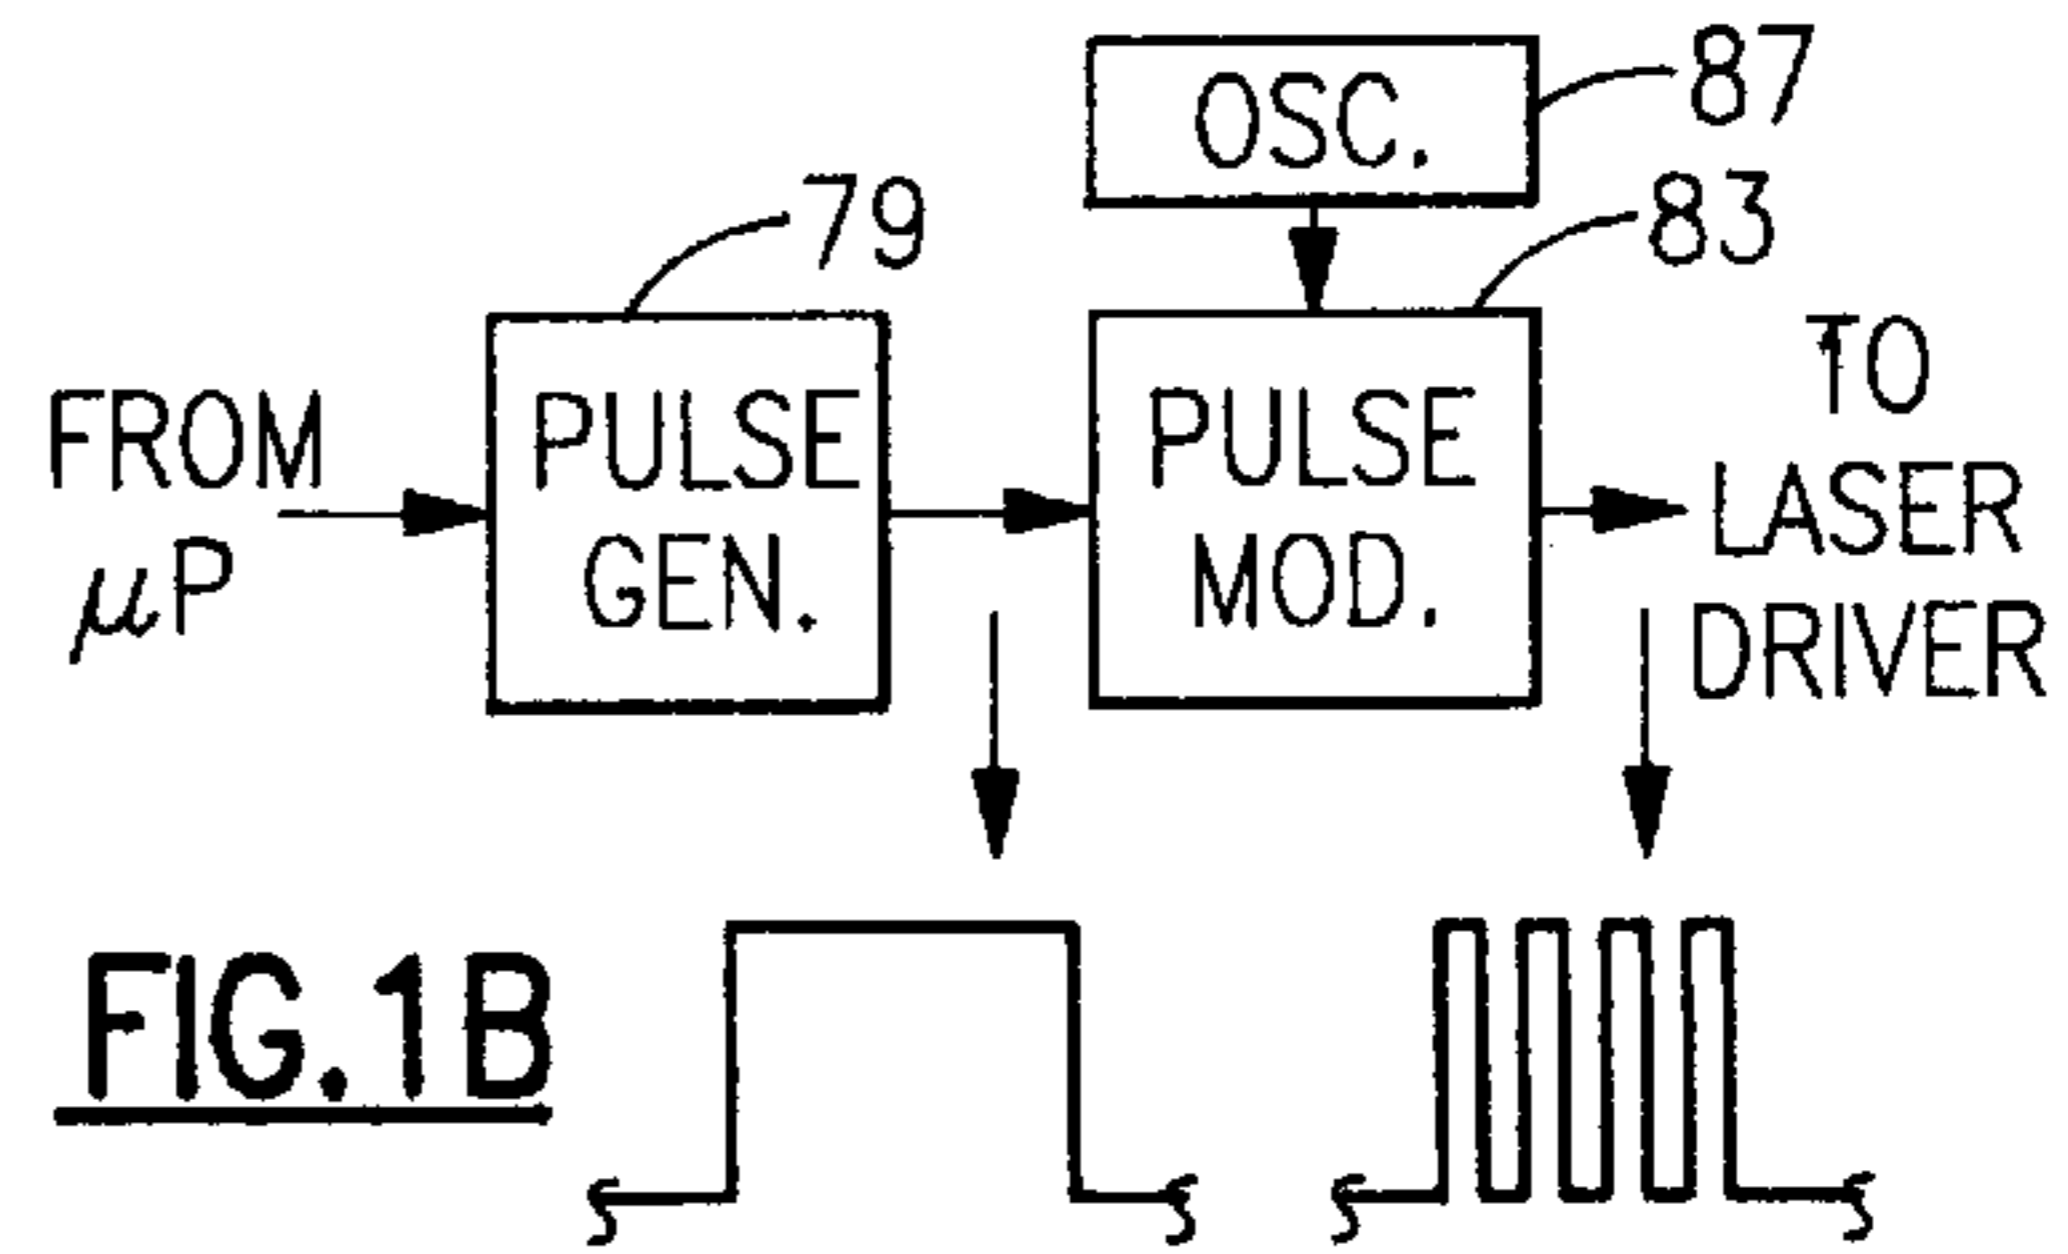 OSC.
87
79
83
FROM
μP
PULSE
GEN.
PULSE
MOD.
TO
LASER
DRIVER
FIG.1B